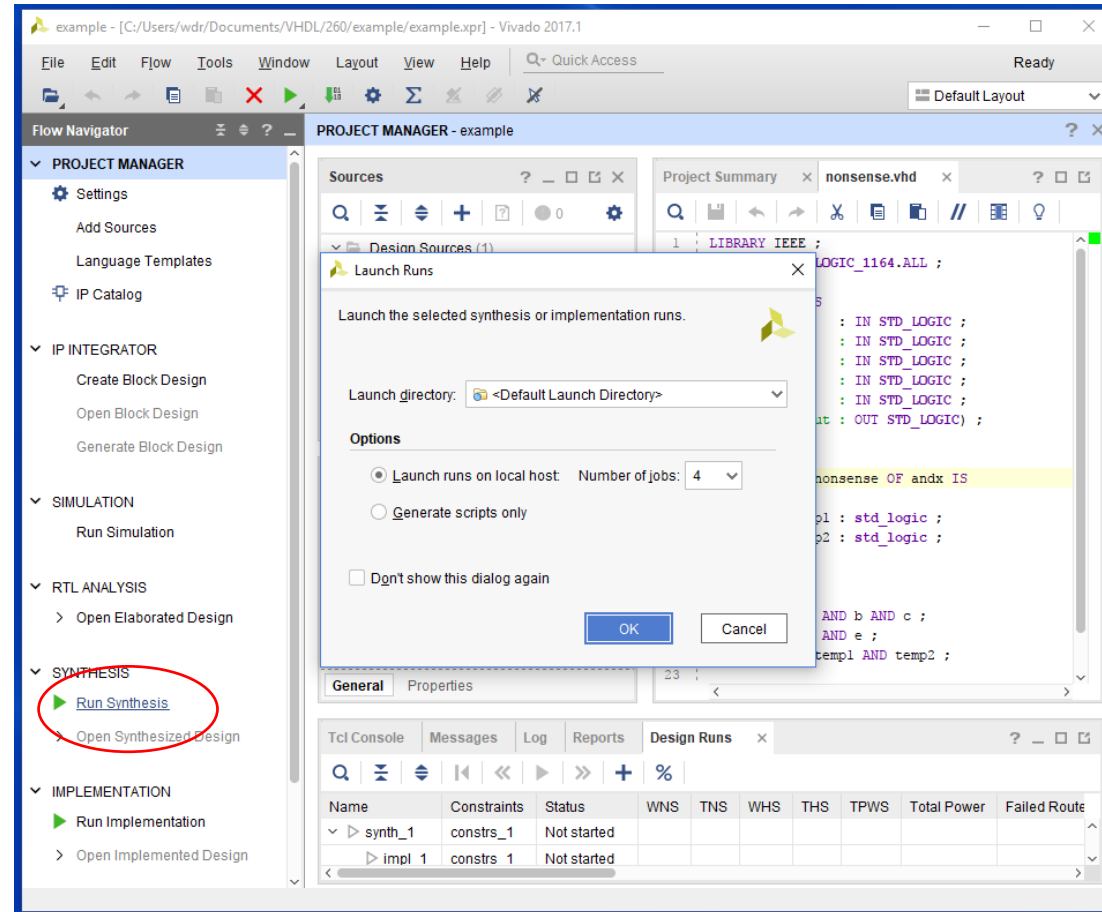 example - [C:/Users/wdr/Documents/VHDL/260/example/example.xpr] - Vivado 2017.1
File Edit Flow Tools Window Layout View Help Quick Access Ready
Default Layout
Flow Navigator
PROJECT MANAGER
Settings
Add Sources
Language Templates
IP Catalog
IP INTEGRATOR
Create Block Design
Open Block Design
Generate Block Design
SIMULATION
Run Simulation
RTL ANALYSIS
Open Elaborated Design
SYNTHESIS
Run Synthesis
Open Synthesized Design
IMPLEMENTATION
Run Implementation
Open Implemented Design
PROJECT MANAGER - example
Sources
0
Design Sources (1)
General Properties
Project Summary nonsense.vhd
1 LIBRARY IEEE ;
LOGIC_1164.ALL ;
: IN STD_LOGIC ;
: IN STD_LOGIC ;
: IN STD_LOGIC ;
: IN STD_LOGIC ;
: IN STD_LOGIC ;
: OUT STD_LOGIC) ;
nonsense OF andx IS
: std_logic ;
: std_logic ;
AND b AND c ;
AND e ;
temp1 AND temp2 ;
23
Launch Runs
Launch the selected synthesis or implementation runs.
Launch directory: <Default Launch Directory>
Options
Launch runs on local host: Number of jobs: 4
Generate scripts only
Don't show this dialog again
OK Cancel
Tcl Console Messages Log Reports Design Runs
Name Constraints Status WNS TNS WHS THS TPWS Total Power Failed Route
synth_1 constrs_1 Not started
impl_1 constrs_1 Not started